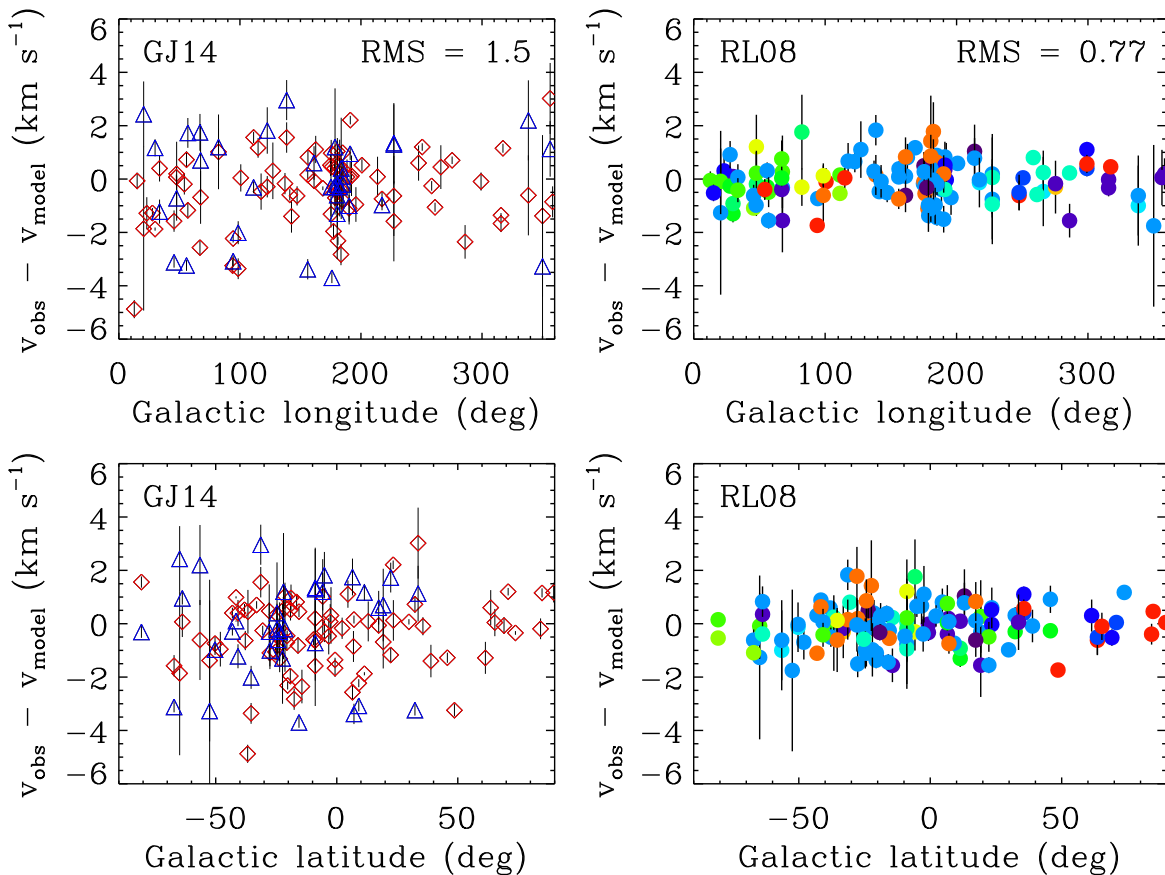 GJ14 RMS = 1.5
v_obs − v_model (km s⁻¹)
6
4
2
0
−2
−4
−6
0 100 200 300
Galactic longitude (deg)
RL08 RMS = 0.77
v_obs − v_model (km s⁻¹)
6
4
2
0
−2
−4
−6
0 100 200 300
Galactic longitude (deg)
GJ14
v_obs − v_model (km s⁻¹)
6
4
2
0
−2
−4
−6
−50 0 50
Galactic latitude (deg)
RL08
v_obs − v_model (km s⁻¹)
6
4
2
0
−2
−4
−6
−50 0 50
Galactic latitude (deg)